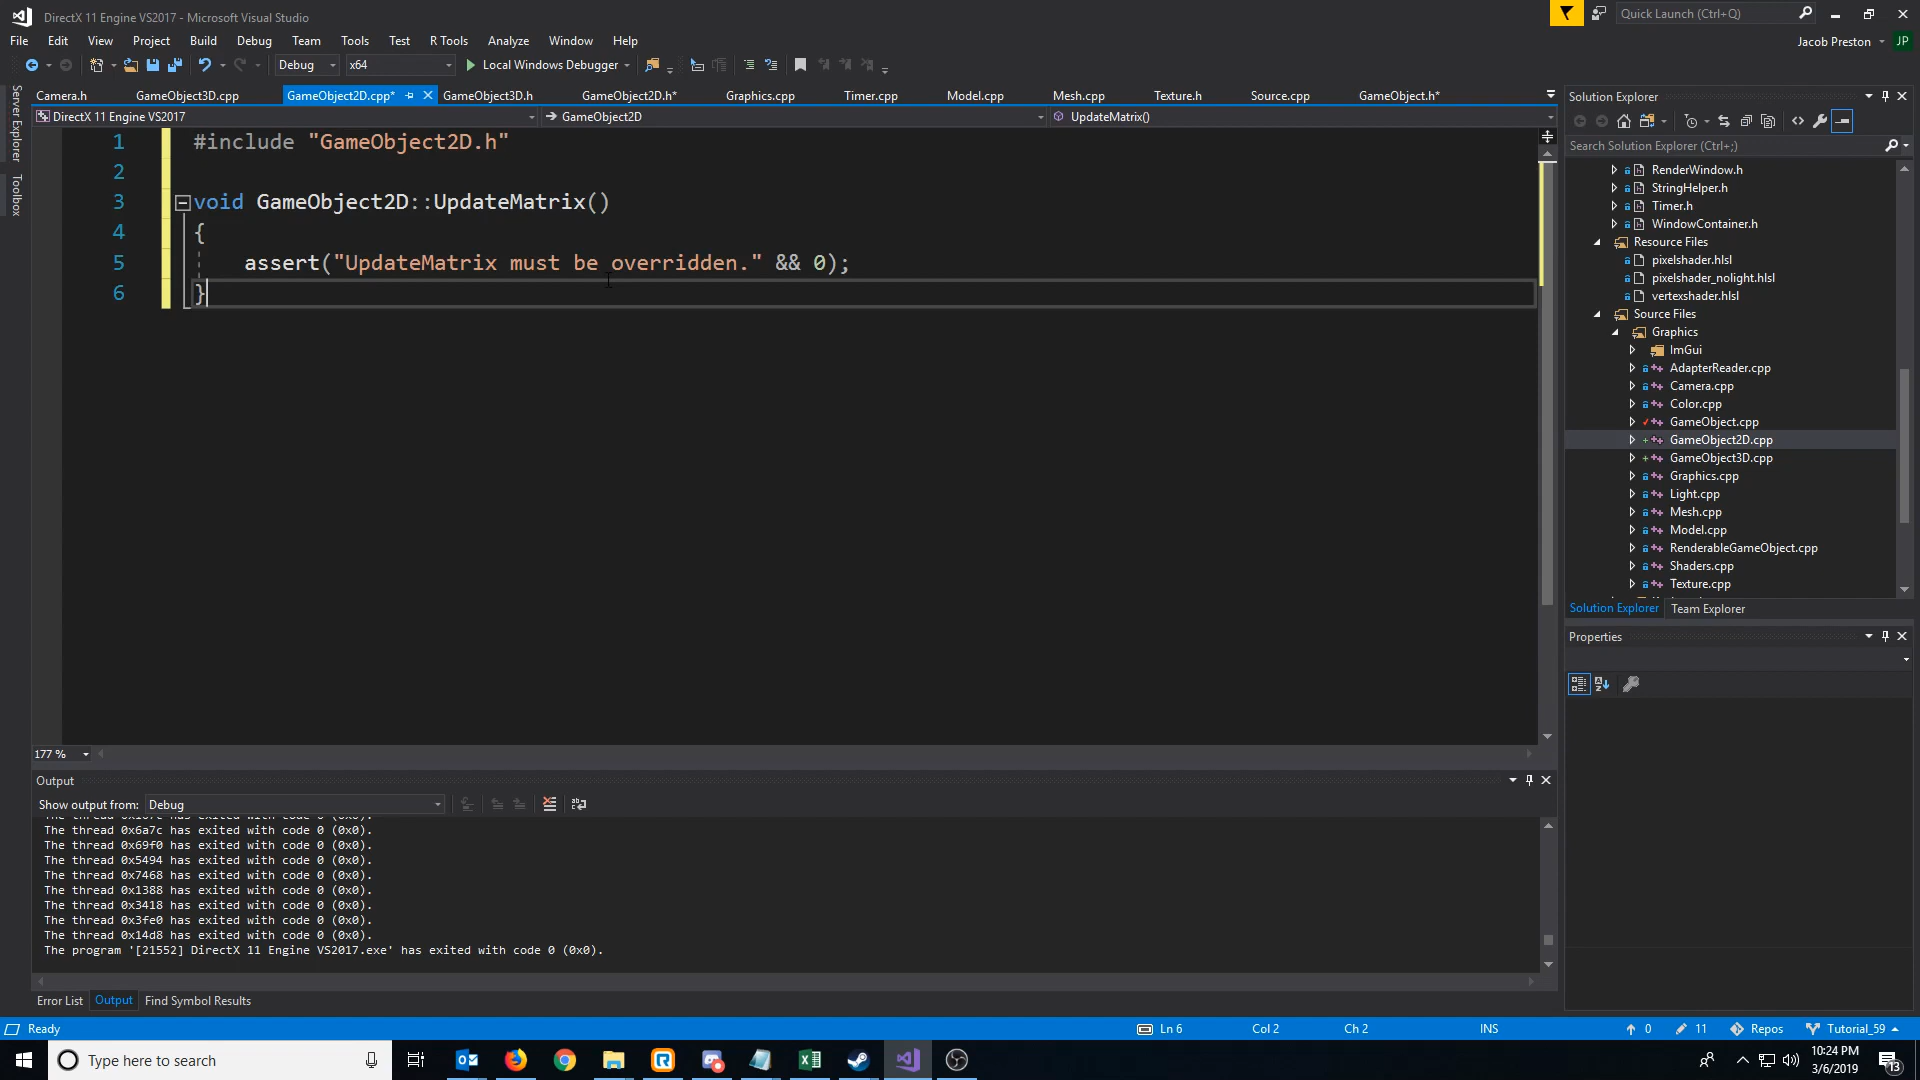 DirectX 11 Engine VS2017 - Microsoft Visual Studio
Quick Launch (Ctrl+Q)
File Edit View Project Build Debug Team Tools Test R Tools Analyze Window Help
Jacob Preston JP
Debug x64 Local Windows Debugger
Server Explorer
Toolbox
Camera.h GameObject3D.cpp GameObject2D.cpp* GameObject3D.h GameObject2D.h* Graphics.cpp Timer.cpp Model.cpp Mesh.cpp Texture.h Source.cpp GameObject.h*
DirectX 11 Engine VS2017 GameObject2D UpdateMatrix()
1 #include "GameObject2D.h"
2
3 void GameObject2D::UpdateMatrix()
4 {
5 assert("UpdateMatrix must be overridden." && 0);
6 }
177 %
Output
Show output from: Debug
The thread 0x6a7c has exited with code 0 (0x0).
The thread 0x69f0 has exited with code 0 (0x0).
The thread 0x5494 has exited with code 0 (0x0).
The thread 0x7468 has exited with code 0 (0x0).
The thread 0x1388 has exited with code 0 (0x0).
The thread 0x3418 has exited with code 0 (0x0).
The thread 0x3fe0 has exited with code 0 (0x0).
The thread 0x14d8 has exited with code 0 (0x0).
The program '[21552] DirectX 11 Engine VS2017.exe' has exited with code 0 (0x0).
Error List Output Find Symbol Results
Solution Explorer
Search Solution Explorer (Ctrl+;)
RenderWindow.h
StringHelper.h
Timer.h
WindowContainer.h
Resource Files
pixelshader.hlsl
pixelshader_nolight.hlsl
vertexshader.hlsl
Source Files
Graphics
ImGui
AdapterReader.cpp
Camera.cpp
Color.cpp
GameObject.cpp
GameObject2D.cpp
GameObject3D.cpp
Graphics.cpp
Light.cpp
Mesh.cpp
Model.cpp
RenderableGameObject.cpp
Shaders.cpp
Texture.cpp
Solution Explorer Team Explorer
Properties
Ready Ln 6 Col 2 Ch 2 INS 0 11 Repos Tutorial_59
Type here to search
10:24 PM
3/6/2019
13